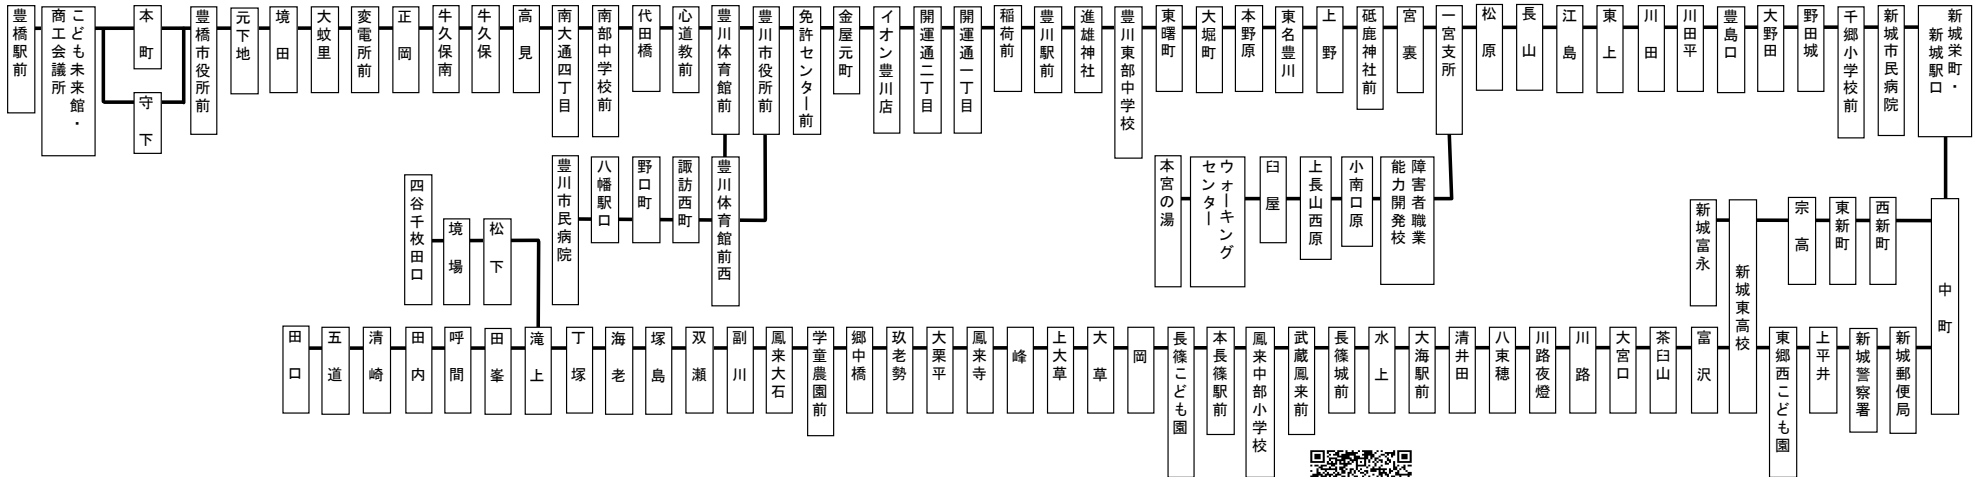 豊橋駅前
こども未来館・
商工会議所
本町
守下
豊橋市役所前
元下地
境田
大蚊里
変電所前
正岡
牛久保南
牛久保
高見
南大通四丁目
南部中学校前
代田橋
心道教前
豊川体育館前
豊川市役所前
免許センター前
金屋元町
イオン豊川店
開運通二丁目
開運通一丁目
稲荷前
豊川駅前
進雄神社
豊川東部中学校
東曙町
大堀町
本野原
東名豊川
上野
砥鹿神社前
宮裏
一宮支所
松原
長山
江島
東上
川田
川田平
豊島口
大野田
野田城
千郷小学校前
新城市民病院
新城栄町・
新城駅口
四谷千枚田口
境場
松下
豊川市民病院
八幡駅口
野口町
諏訪西町
豊川体育館前西
本宮の湯
ウォーキング
センター
臼屋
上長山西原
小南口原
障害者職業
能力開発校
新城富永
新城東高校
宗高
東新町
西新町
中町
田口
五道
清崎
田内
呼間
田峯
滝上
丁塚
海老
塚島
双瀬
副川
鳳来大石
学童農園前
郷中橋
玖老勢
大栗平
鳳来寺
峰
上大草
大草
岡
長篠こども園
本長篠駅前
鳳来中部小学校
武蔵鳳来前
長篠城前
水上
大海駅前
清井田
八束穂
川路夜燈
川路
大宮口
茶臼山
富沢
東郷西こども園
上平井
新城警察署
新城郵便局